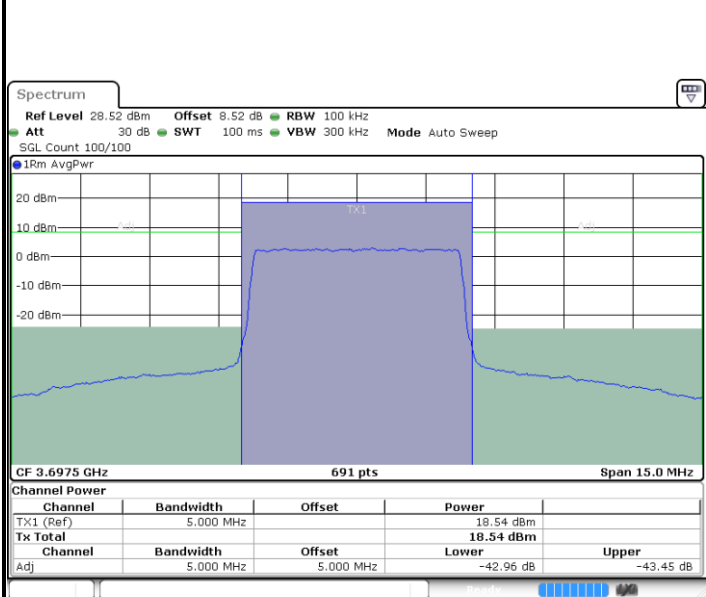 Spectrum
Ref Level 28.52 dBm Offset 8.52 dB RBW 100 kHz
Att 30 dB SWT 100 ms VBW 300 kHz Mode Auto Sweep
SGL Count 100/100
1Rm AvgPwr
20 dBm
TX1
10 dBm Adj Adj
0 dBm
-10 dBm
-20 dBm
CF 3.6975 GHz 691 pts Span 15.0 MHz
Channel Power
Channel Bandwidth Offset Power
TX1 (Ref) 5.000 MHz 18.54 dBm
Tx Total 18.54 dBm
Channel Bandwidth Offset Lower Upper
Adj 5.000 MHz 5.000 MHz -42.96 dB -43.45 dB
Ready